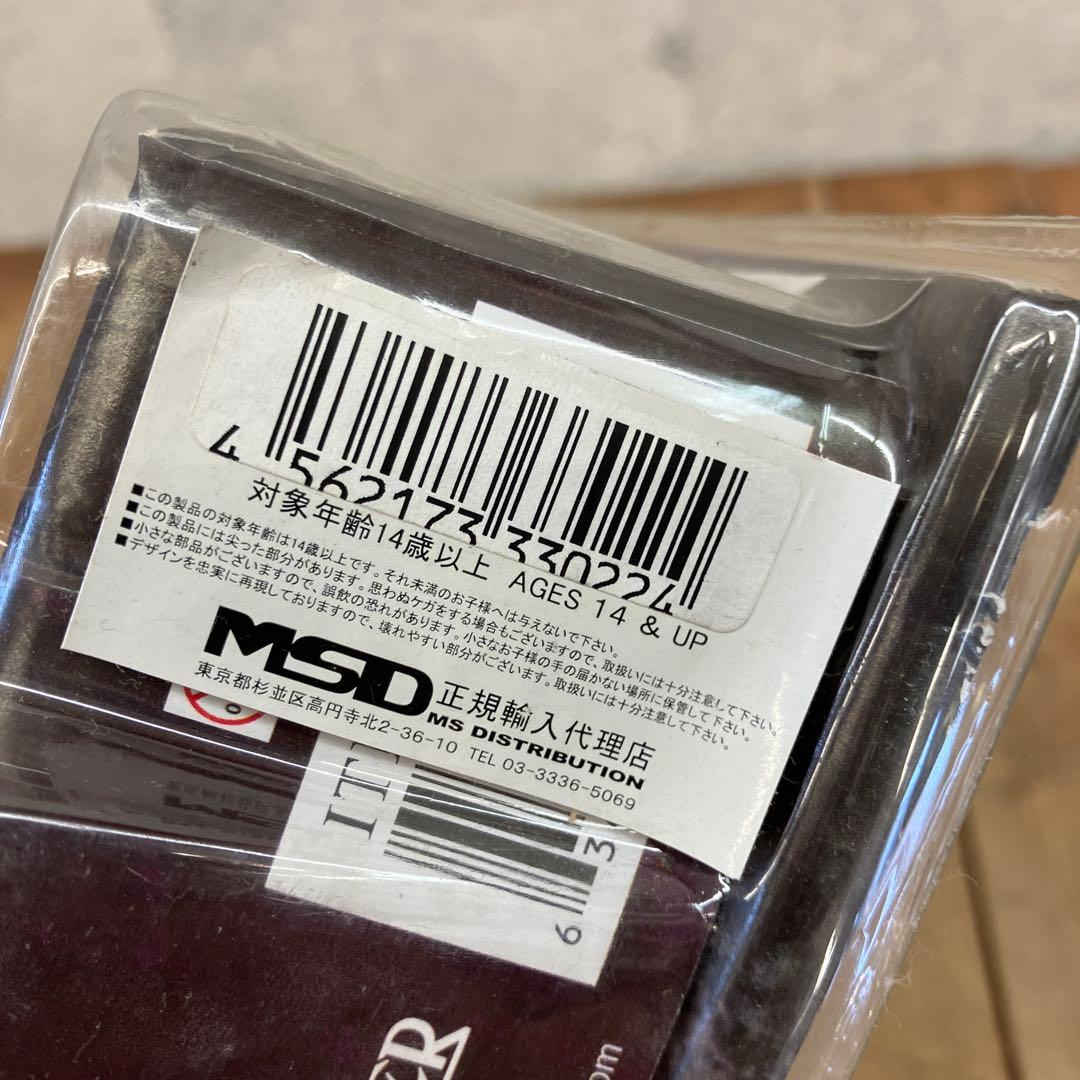 4 562173 330224
対象年齢14歳以上 AGES 14 & UP
■この製品の対象年齢は14歳以上です。それ未満のお子様へは与えないで下さい。
■この製品には尖った部分があります。思わぬケガをする場合もございますので、取扱いには十分注意して下さい。
■小さな部品がございますので、誤飲の恐れがあります。小さなお子様の手の届かない場所に保管して下さい。
■デザインを忠実に再現しておりますので、壊れやすい部分がございます。取扱いには十分注意して下さい。
MSD 正規輸入代理店
MS DISTRIBUTION
東京都杉並区高円寺北2-36-10 TEL 03-3336-5069
6
3